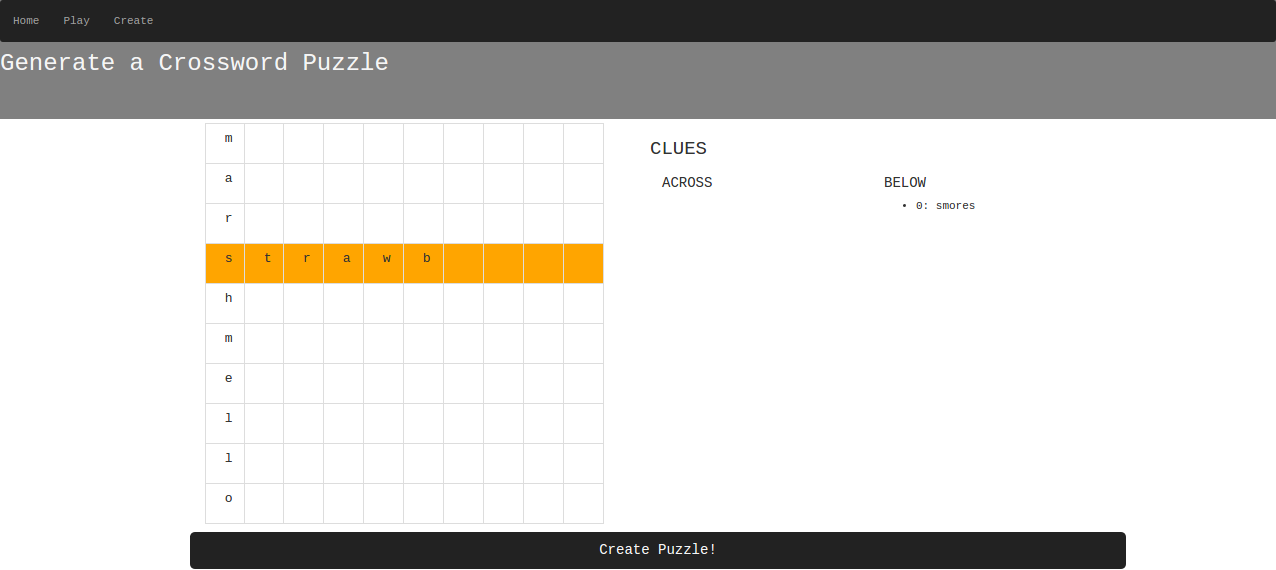 Home Play Create
Generate a Crossword Puzzle
m
a
r
s t r a w b
h
m
e
l
l
o
CLUES
ACROSS
BELOW
0: smores
Create Puzzle!